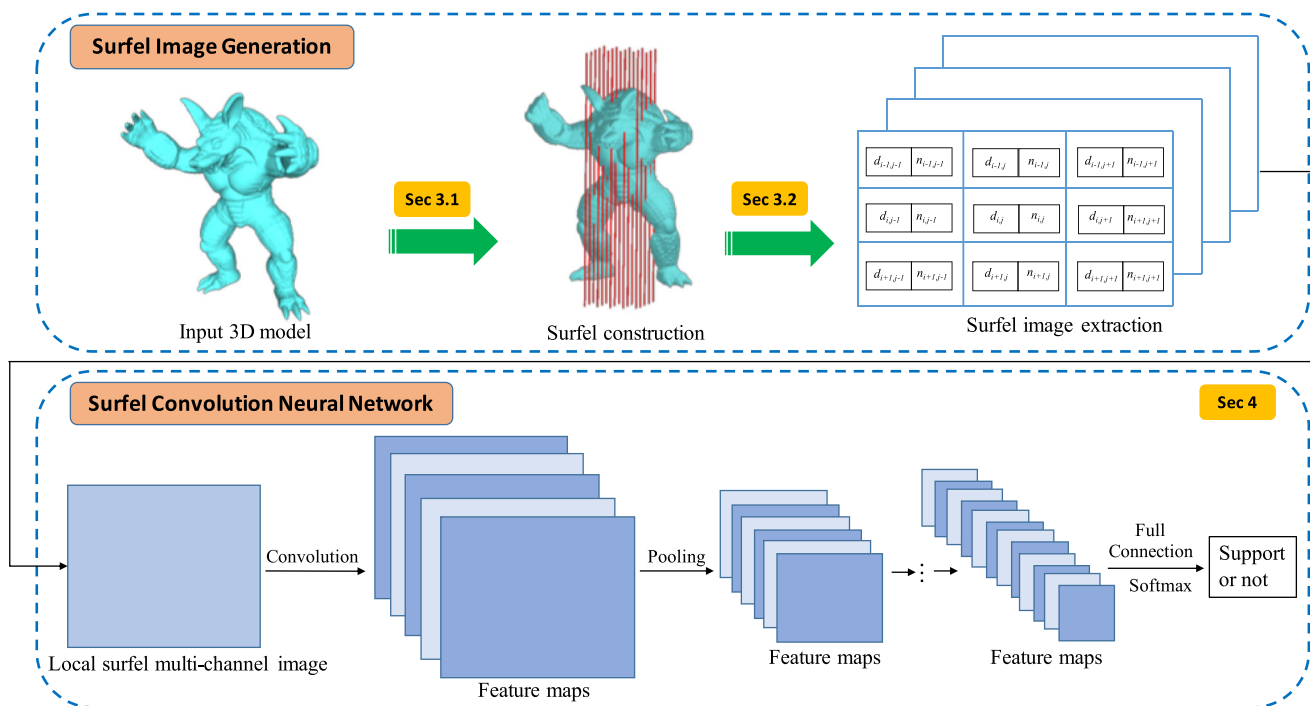 Surfel Image Generation
Sec 3.1
Sec 3.2
d_{i-1,j-1} n_{i-1,j-1} d_{i-1,j} n_{i-1,j} d_{i-1,j+1} n_{i-1,j+1}
d_{i,j-1} n_{i,j-1} d_{i,j} n_{i,j} d_{i,j+1} n_{i+1,j+1}
d_{i+1,j-1} n_{i+1,j-1} d_{i+1,j} n_{i+1,j} d_{i+1,j+1} n_{i+1,j+1}
Input 3D model
Surfel construction
Surfel image extraction
Surfel Convolution Neural Network
Sec 4
Local surfel multi-channel image
Convolution
Feature maps
Pooling
Feature maps
Feature maps
Full
Connection
Softmax
Support
or not